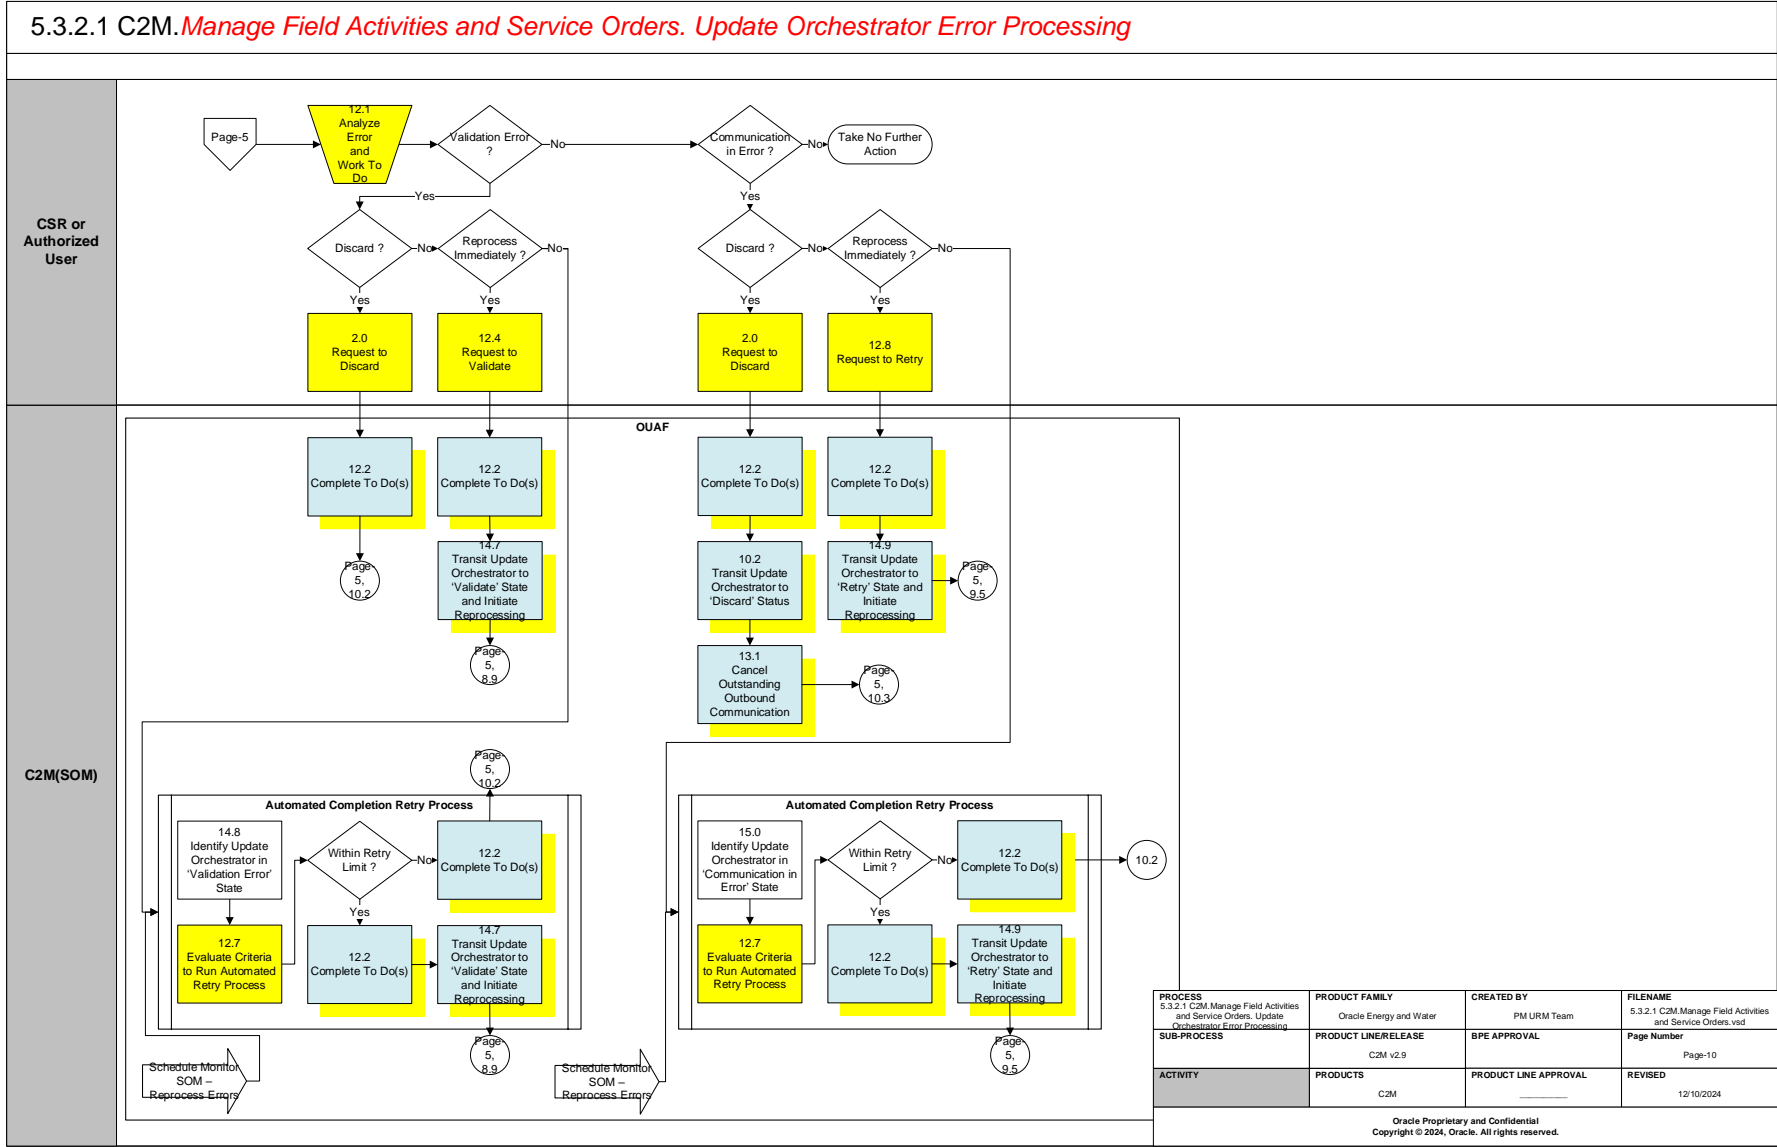 5.3.2.1 C2M.Manage Field Activities and Service Orders. Update Orchestrator Error Processing
CSR or
Authorized
User
Page-5
12.1
Analyze
Error
and
Work To
Do
Validation Error
?
No
Communication
in Error ?
No
Take No Further
Action
Yes
Yes
Discard ?
No
Reprocess
Immediately ?
No
Discard ?
No
Reprocess
Immediately ?
No
Yes
Yes
Yes
Yes
2.0
Request to
Discard
12.4
Request to
Validate
2.0
Request to
Discard
12.8
Request to Retry
C2M(SOM)
OUAF
12.2
Complete To Do(s)
12.2
Complete To Do(s)
12.2
Complete To Do(s)
12.2
Complete To Do(s)
Page-
5,
10.2
14.7
Transit Update
Orchestrator to
‘Validate’ State
and Initiate
Reprocessing
10.2
Transit Update
Orchestrator to
‘Discard’ Status
14.9
Transit Update
Orchestrator to
‘Retry’ State and
Initiate
Reprocessing
Page-
5,
9.5
Page-
5,
8.9
13.1
Cancel
Outstanding
Outbound
Communication
Page-
5,
10.3
Page-
5,
10.2
Automated Completion Retry Process
14.8
Identify Update
Orchestrator in
‘Validation Error’
State
Within Retry
Limit ?
No
12.2
Complete To Do(s)
Yes
12.7
Evaluate Criteria
to Run Automated
Retry Process
12.2
Complete To Do(s)
14.7
Transit Update
Orchestrator to
‘Validate’ State
and Initiate
Reprocessing
Page-
5,
8.9
Schedule Monitor
SOM –
Reprocess Errors
Automated Completion Retry Process
15.0
Identify Update
Orchestrator in
‘Communication in
Error’ State
Within Retry
Limit ?
No
12.2
Complete To Do(s)
10.2
Yes
12.7
Evaluate Criteria
to Run Automated
Retry Process
12.2
Complete To Do(s)
14.9
Transit Update
Orchestrator to
‘Retry’ State and
Initiate
Reprocessing
Page-
5,
9.5
Schedule Monitor
SOM –
Reprocess Errors
PROCESS
5.3.2.1 C2M.Manage Field Activities
and Service Orders. Update
Orchestrator Error Processing
PRODUCT FAMILY
Oracle Energy and Water
CREATED BY
PM URM Team
FILENAME
5.3.2.1 C2M.Manage Field Activities
and Service Orders.vsd
SUB-PROCESS
PRODUCT LINE/RELEASE
C2M v2.9
BPE APPROVAL
Page Number
Page-10
ACTIVITY
PRODUCTS
C2M
PRODUCT LINE APPROVAL
___________
REVISED
12/10/2024
Oracle Proprietary and Confidential
Copyright © 2024, Oracle. All rights reserved.